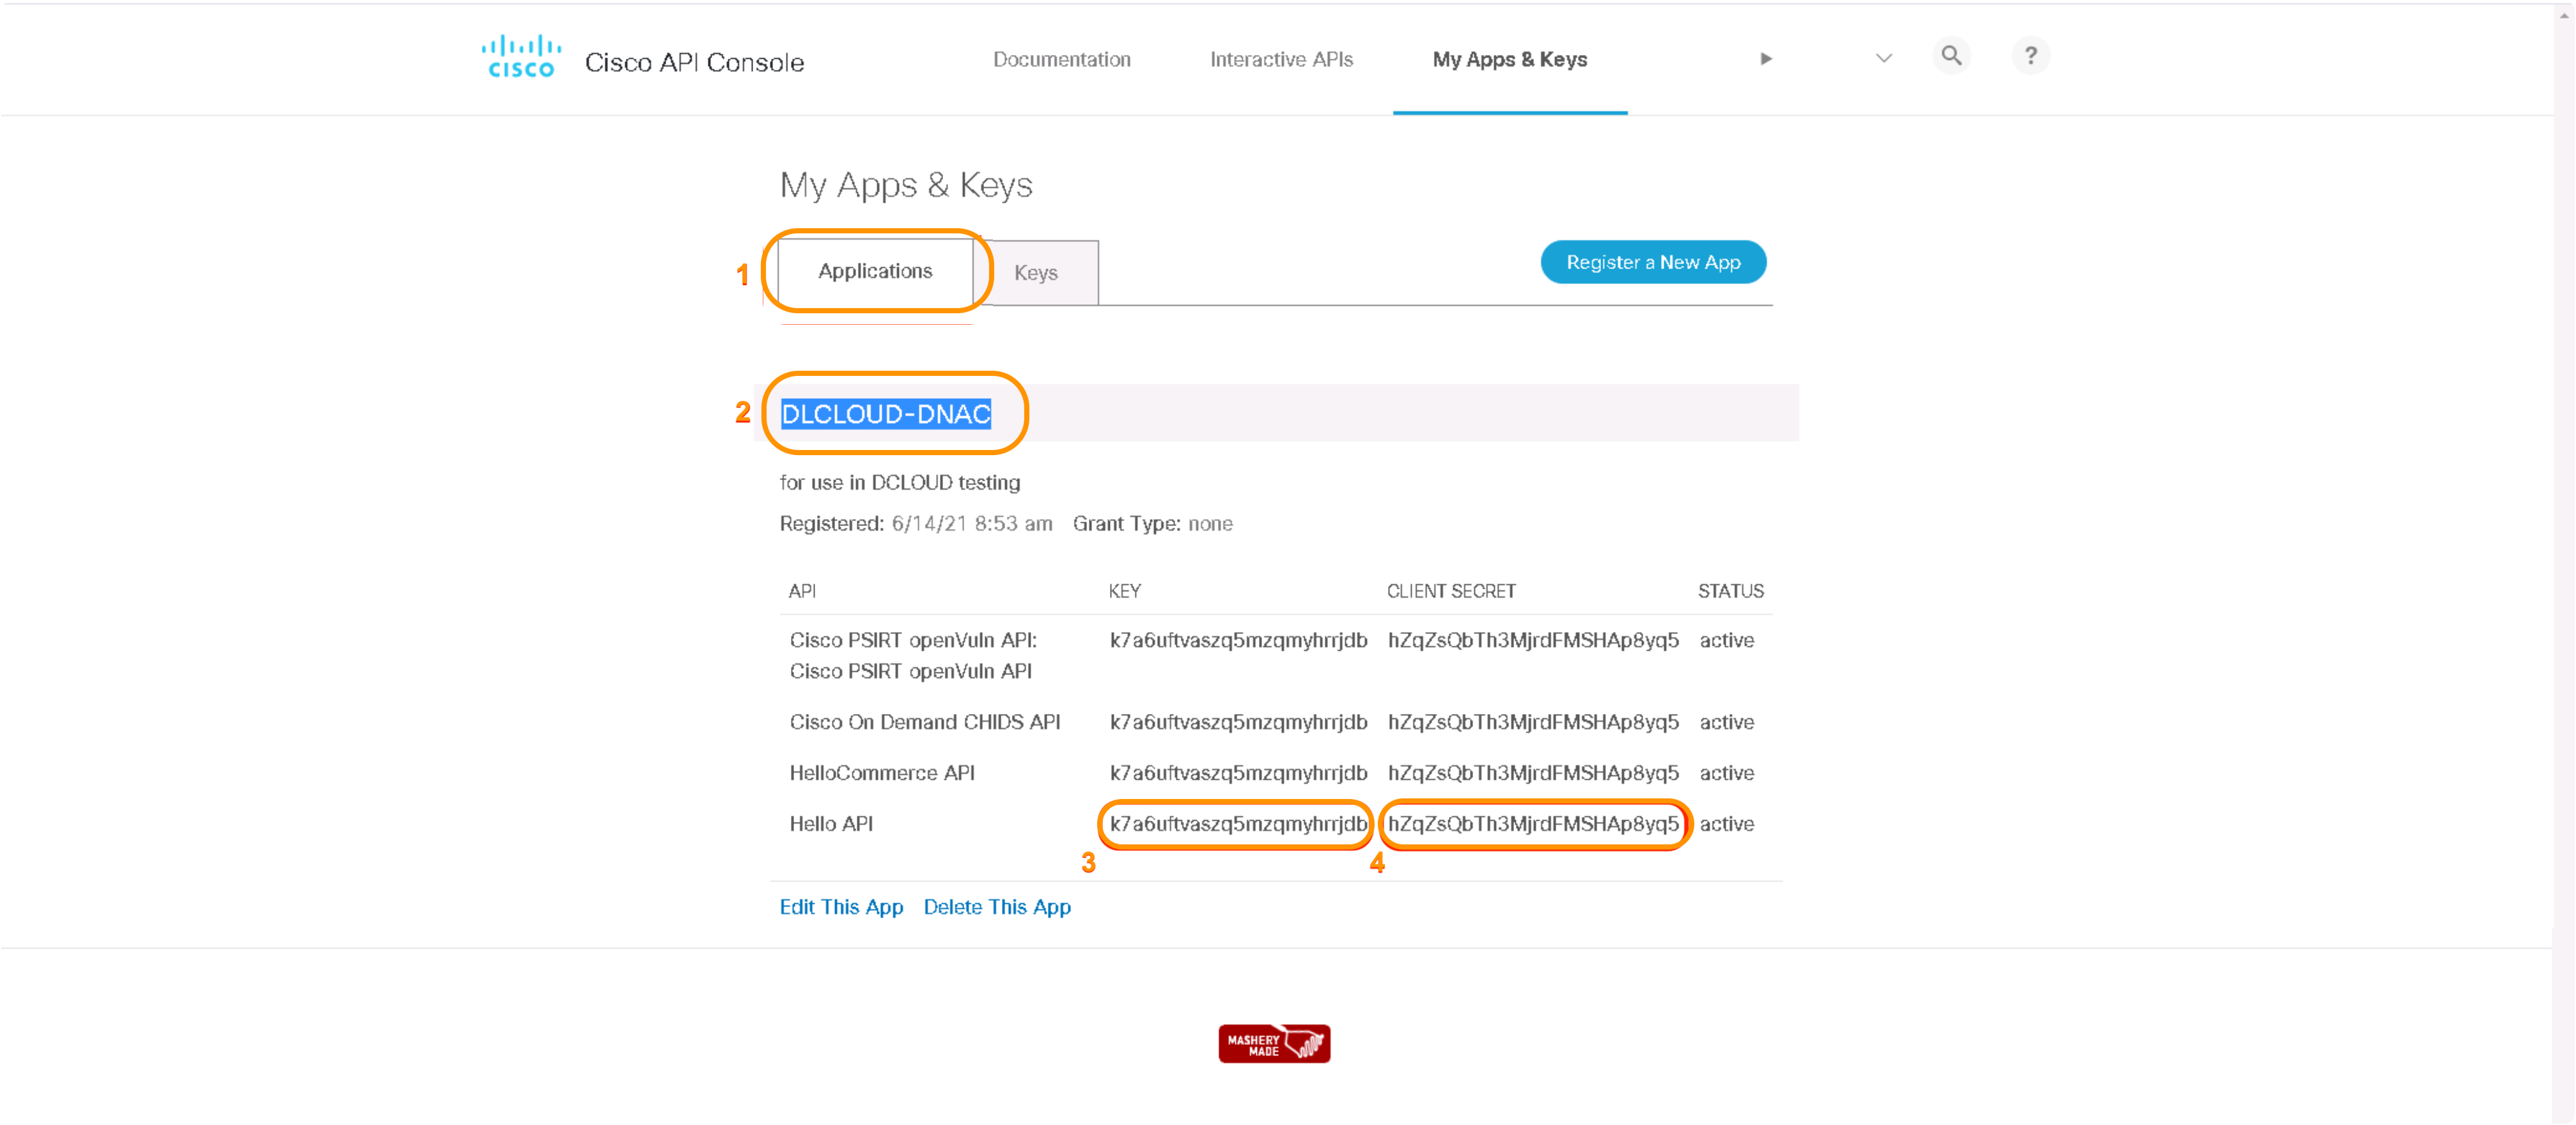 CISCO Cisco API Console Documentation Interactive APIs My Apps & Keys ?
My Apps & Keys
1 Applications Keys Register a New App
2 DLCLOUD-DNAC
for use in DCLOUD testing
Registered: 6/14/21 8:53 am Grant Type: none
API KEY CLIENT SECRET STATUS
Cisco PSIRT openVuln API: k7a6uftvaszq5mzqmyhrrjdb hZqZsQbTh3MjrdFMSHAp8yq5 active
Cisco PSIRT openVuln API
Cisco On Demand CHIDS API k7a6uftvaszq5mzqmyhrrjdb hZqZsQbTh3MjrdFMSHAp8yq5 active
HelloCommerce API k7a6uftvaszq5mzqmyhrrjdb hZqZsQbTh3MjrdFMSHAp8yq5 active
Hello API k7a6uftvaszq5mzqmyhrrjdb hZqZsQbTh3MjrdFMSHAp8yq5 active
3 4
Edit This App Delete This App
MASHERY
MADE